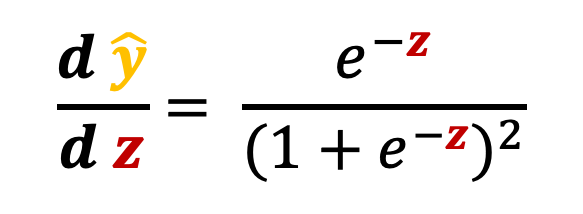 d ŷ / d z = e^{-z} / (1 + e^{-z})^2